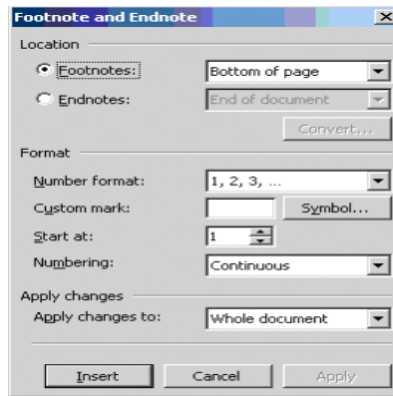 Footnote and Endnote
Location
Footnotes: Bottom of page
Endnotes: End of document
Convert...
Format
Number format: 1, 2, 3, ...
Custom mark: Symbol...
Start at: 1
Numbering: Continuous
Apply changes
Apply changes to: Whole document
Insert Cancel Apply